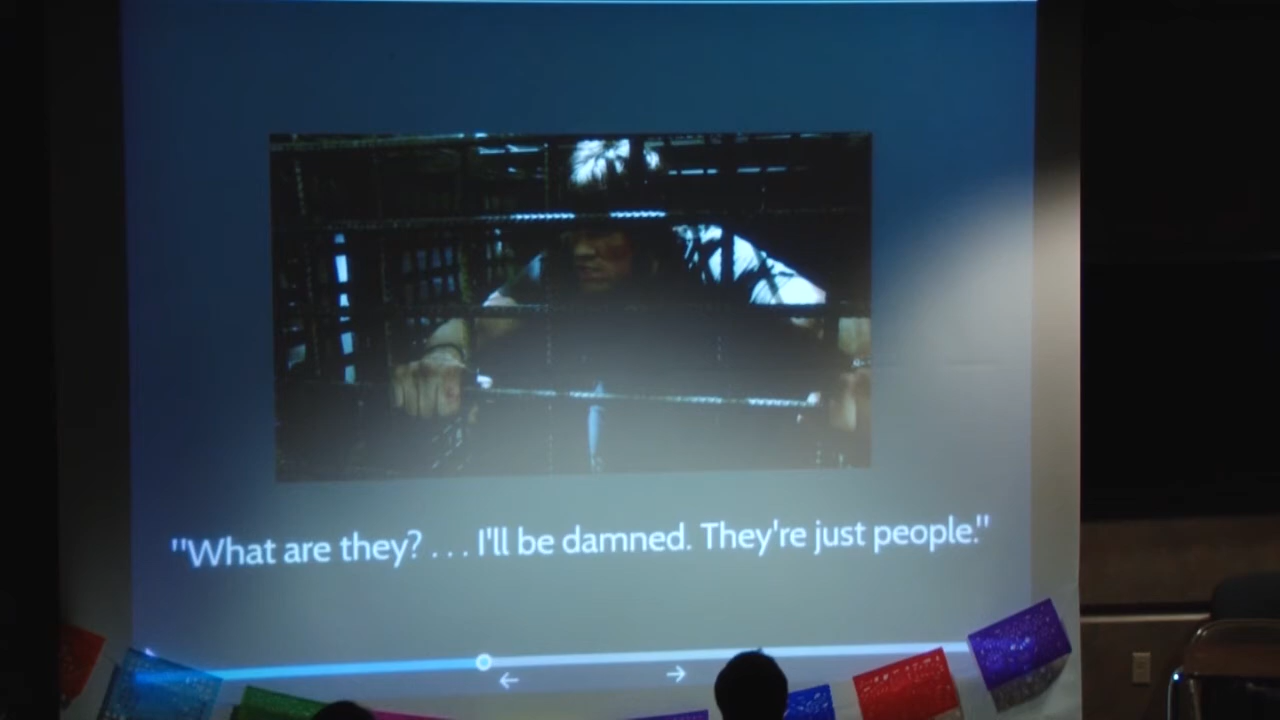 "What are they? . . . I'll be damned. They're just people."